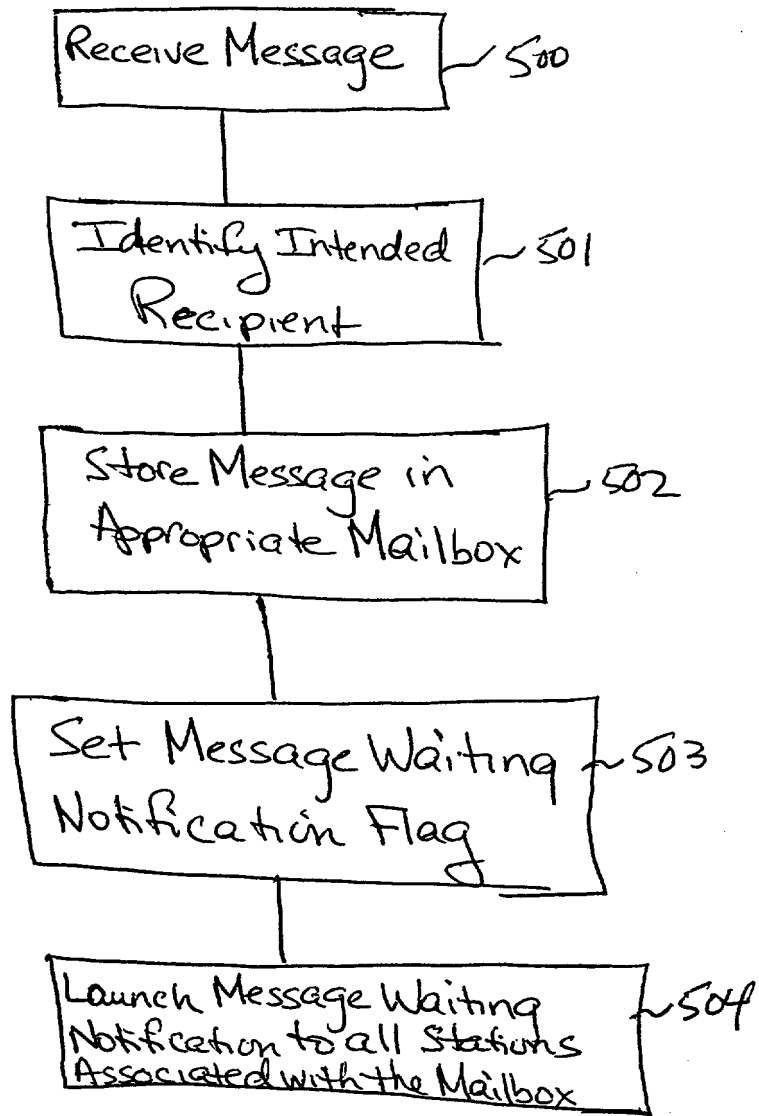 Receive Message
500
Identify Intended
Recipient
501
Store Message in
Appropriate Mailbox
502
Set Message Waiting
Notification Flag
503
Launch Message Waiting
Notification to all Stations
Associated with the Mailbox
504